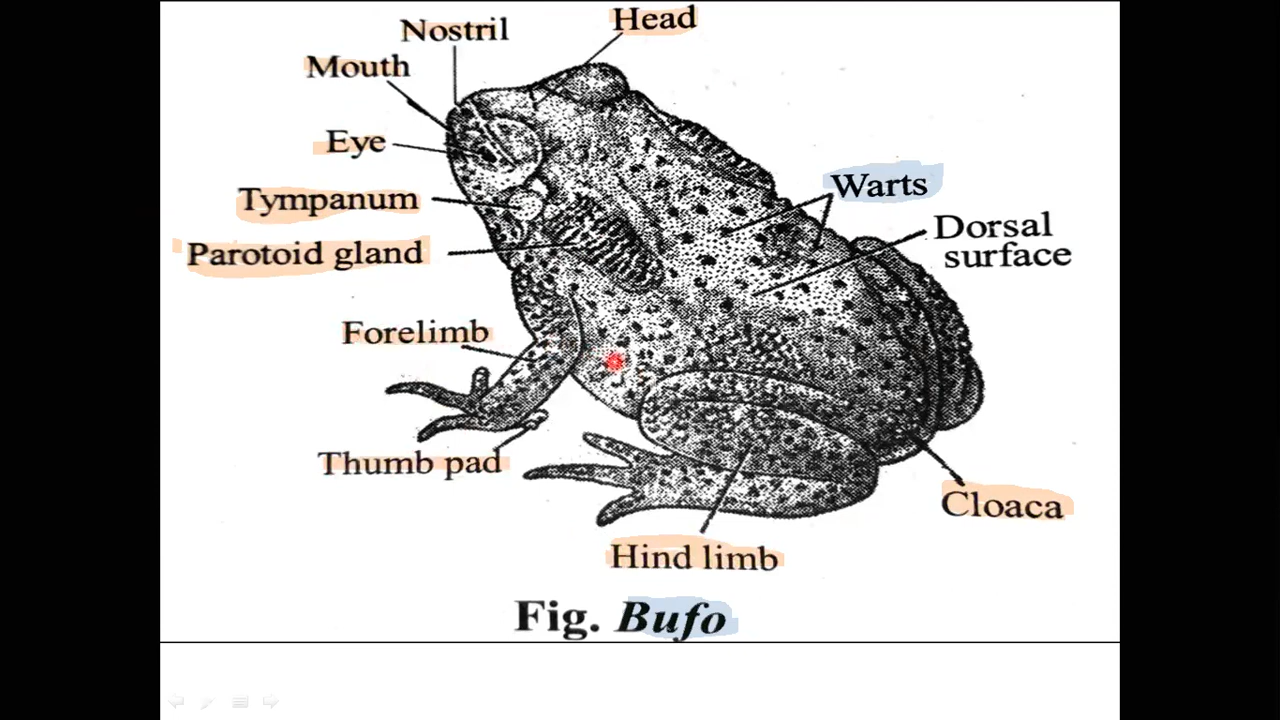 Head
Nostril
Mouth
Eye
Tympanum
Warts
Dorsal
surface
Parotoid gland
Forelimb
Thumb pad
Cloaca
Hind limb
Fig. Bufo